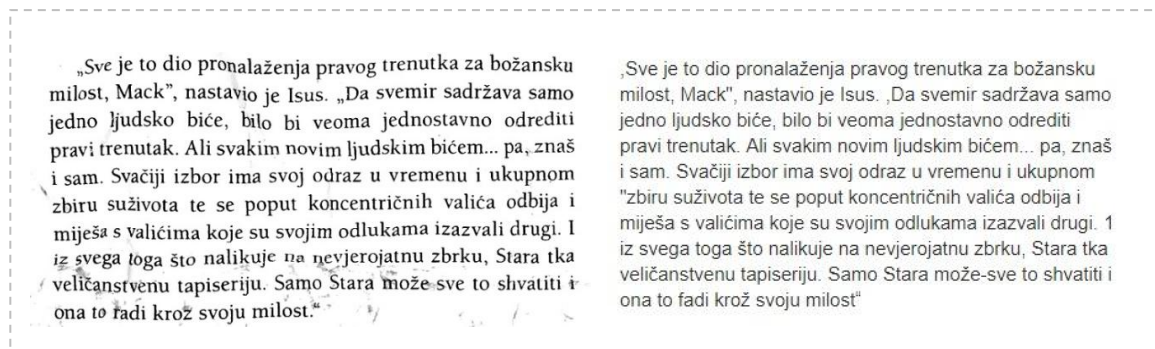 „Sve je to dio pronalaženja pravog trenutka za božansku
milost, Mack”, nastavio je Isus. „Da svemir sadržava samo
jedno ljudsko biće, bilo bi veoma jednostavno odrediti
pravi trenutak. Ali svakim novim ljudskim bićem... pa, znaš
i sam. Svačiji izbor ima svoj odraz u vremenu i ukupnom
zbiru suživota te se poput koncentričnih valića odbija i
miješa s valićima koje su svojim odlukama izazvali drugi. I
iz svega toga što nalikuje na nevjerojatnu zbrku, Stara tka
veličanstvenu tapiseriju. Samo Stara može sve to shvatiti i
ona to radi kroz svoju milost.“
,Sve je to dio pronalaženja pravog trenutka za božansku
milost, Mack", nastavio je Isus. ,Da svemir sadržava samo
jedno ljudsko biće, bilo bi veoma jednostavno odrediti
pravi trenutak. Ali svakim novim ljudskim bićem... pa, znaš
i sam. Svačiji izbor ima svoj odraz u vremenu i ukupnom
"zbiru suživota te se poput koncentričnih valića odbija i
miješa s valićima koje su svojim odlukama izazvali drugi. 1
iz svega toga što nalikuje na nevjerojatnu zbrku, Stara tka
veličanstvenu tapiseriju. Samo Stara može-sve to shvatiti i
ona to fadi krož svoju milost“